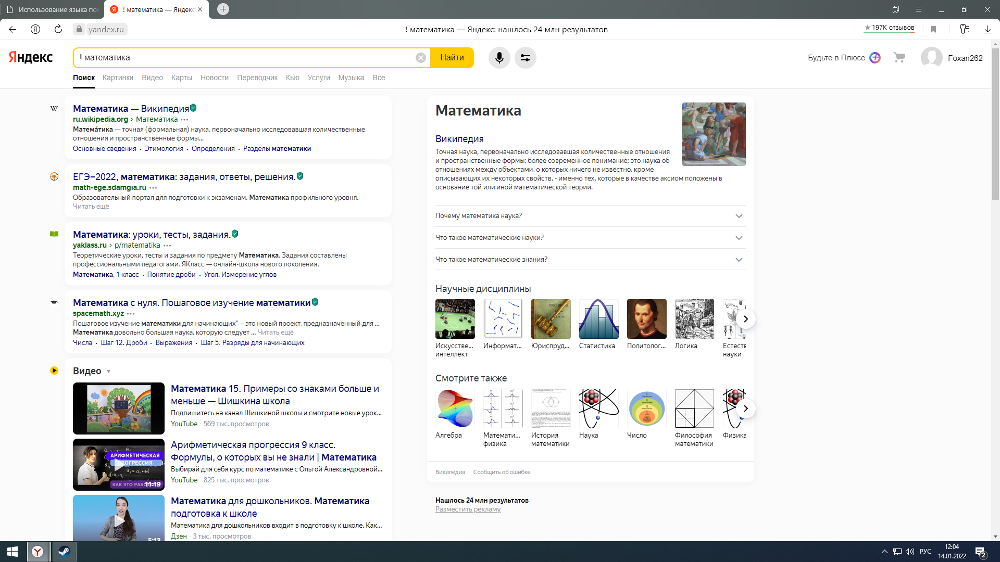 Использование языка по
! математика — Яндекс
yandex.ru
! математика — Яндекс: нашлось 24 млн результатов
197K отзывов
Яндекс
! математика
Найти
Будьте в Плюсе
Foxan262
Поиск Картинки Видео Карты Новости Переводчик Кью Услуги Музыка Все
W
Математика — Википедия
ru.wikipedia.org › Математика
Матема́тика — точная (формальная) наука, первоначально исследовавшая количественные
отношения и пространственные формы...
Основные сведения · Этимология · Определения · Разделы математики
ЕГЭ–2022, математика: задания, ответы, решения.
math-ege.sdamgia.ru
Образовательный портал для подготовки к экзаменам. Математика профильного уровня.
Читать ещё
Математика: уроки, тесты, задания.
yaklass.ru › p/matematika
Теоретические уроки, тесты и задания по предмету Математика. Задания составлены
профессиональными педагогами. ЯКласс — онлайн-школа нового поколения.
Математика, 1 класс · Понятие дроби · Угол. Измерение углов
Математика с нуля. Пошаговое изучение математики
spacemath.xyz
Пошаговое изучение математики для начинающих" – это новый проект, предназначенный для ...
Математика довольно большая наука, которую следует ... Читать ещё
Числа · Шаг 12. Дроби · Выражения · Шаг 5. Разряды для начинающих
Видео
Математика 15. Примеры со знаками больше и
меньше — Шишкина школа
Подпишитесь на канал Шишкиной школы и смотрите новые урок...
YouTube · 569 тыс. просмотров
АРИФМЕТИЧЕСКАЯ
ПРОГРЕССИЯ
КАК ЭТО РАБО
11:19
Арифметическая прогрессия 9 класс.
Формулы, о которых вы не знали | Математика
Выбирай для себя курс по математике с Ольгой Александровной...
YouTube · 825 тыс. просмотров
5:13
Математика для дошкольников. Математика
подготовка к школе
Математика для дошкольников входит в подготовку к школе. Как...
Дзен · 3 тыс. просмотров
Математика
Википедия
Точная наука, первоначально исследовавшая количественные отношения
и пространственные формы; более современное понимание: это наука об
отношениях между объектами, о которых ничего не известно, кроме
описывающих их некоторых свойств, - именно тех, которые в качестве аксиом положены в
основание той или иной математической теории.
Почему математика наука?
Что такое математические науки?
Что такое математические знания?
Научные дисциплины
Искусстве... Информат... Юриспруд... Статистика Политолог... Логика Естеств
интеллект науки
Смотрите также
Алгебра Математи... История Наука Число Философия Физика
физика математики математики
Википедия Сообщить об ошибке
Нашлось 24 млн результатов
Разместить рекламу
РУС
12:04
14.01.2022
2